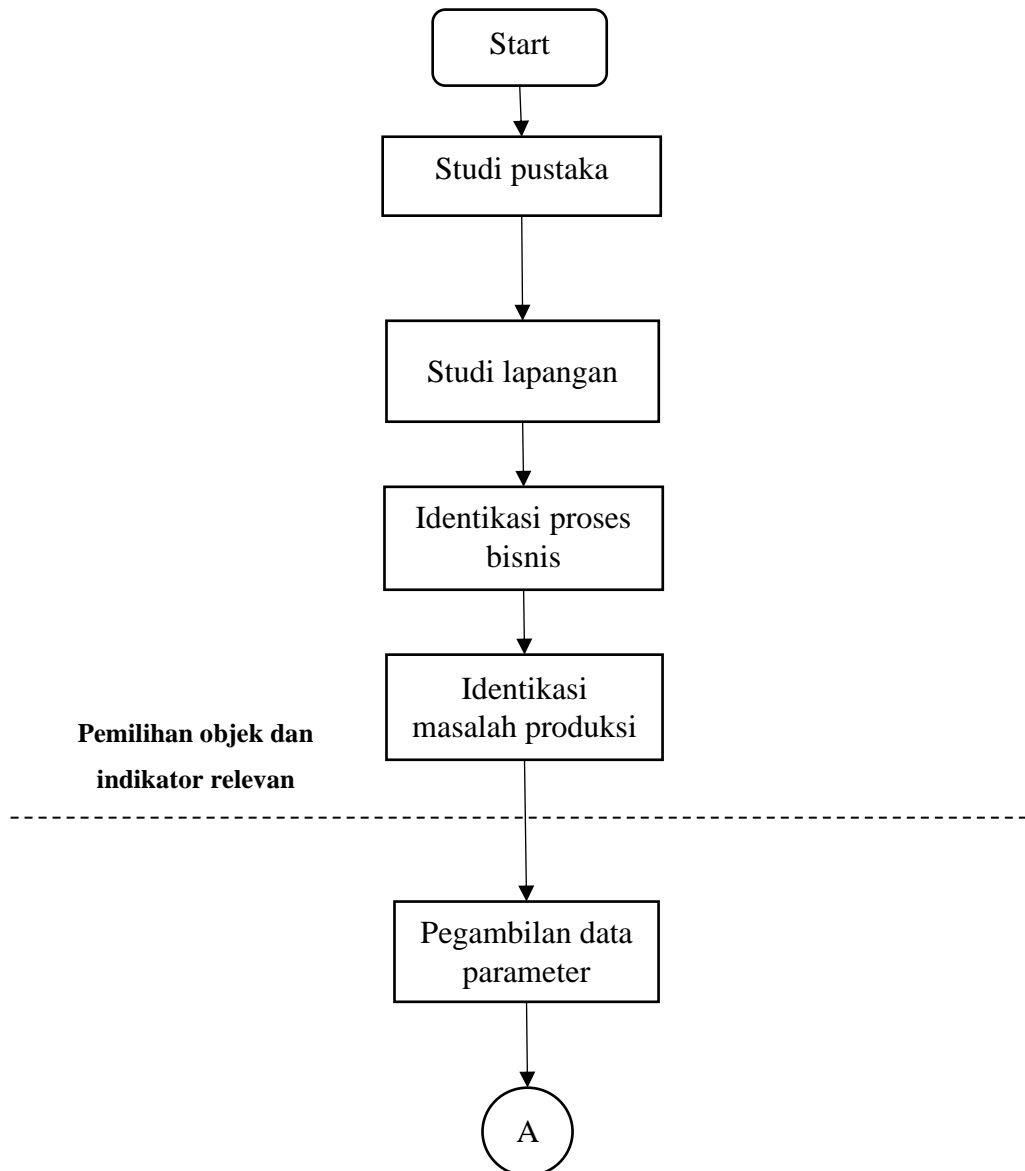 Start
Studi pustaka
Studi lapangan
Identikasi proses
bisnis
Identikasi
masalah produksi
Pemilihan objek dan
indikator relevan
Pegambilan data
parameter
A